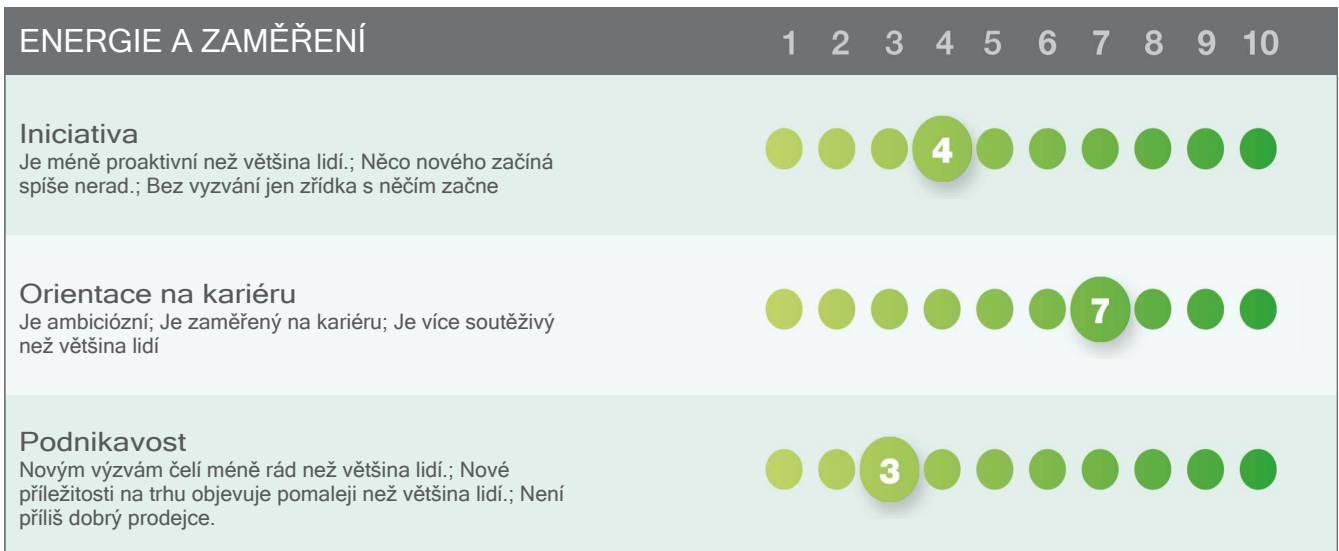 ENERGIE A ZAMĚŘENÍ 1 2 3 4 5 6 7 8 9 10
Iniciativa
Je méně proaktivní než většina lidí.; Něco nového začíná
spíše nerad.; Bez vyzvání jen zřídka s něčím začne
4
Orientace na kariéru
Je ambiciózní; Je zaměřený na kariéru; Je více soutěživý
než většina lidí
7
Podnikavost
Novým výzvám čelí méně rád než většina lidí.; Nové
příležitosti na trhu objevuje pomaleji než většina lidí.; Není
příliš dobrý prodejce.
3